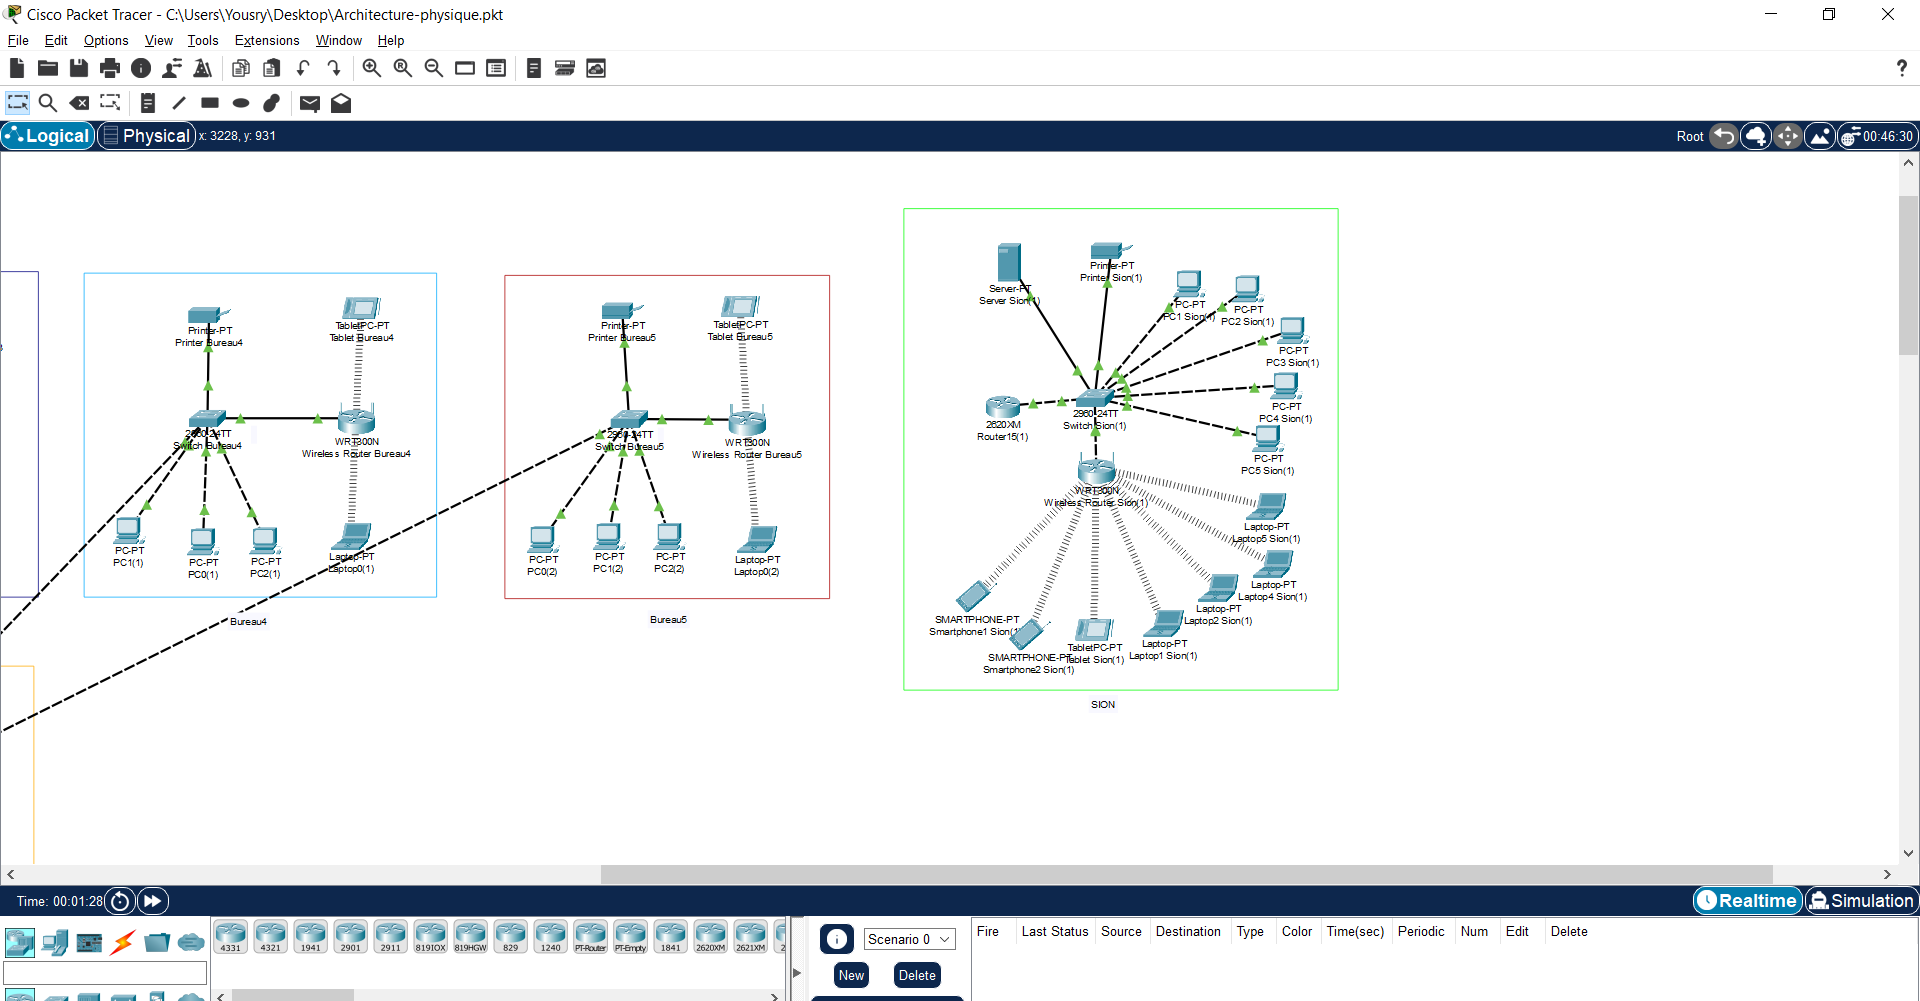 Cisco Packet Tracer - C:\Users\Yousry\Desktop\Architecture-physique.pkt
File Edit Options View Tools Extensions Window Help
?
Logical Physical x: 3228, y: 931 Root 00:46:30
Printer-PT
Printer Bureau4
TabletPC-PT
Tablet Bureau4
2960-24TT
Switch Bureau4
WRT300N
Wireless Router Bureau4
PC-PT
PC1(1)
PC-PT
PC0(1)
PC-PT
PC2(1)
Laptop-PT
Laptop0(1)
Bureau4
Printer-PT
Printer Bureau5
TabletPC-PT
Tablet Bureau5
2960-24TT
Switch Bureau5
WRT300N
Wireless Router Bureau5
PC-PT
PC0(2)
PC-PT
PC1(2)
PC-PT
PC2(2)
Laptop-PT
Laptop0(2)
Bureau5
Server-PT
Server Sion(1)
Printer-PT
Printer Sion(1)
PC-PT
PC1 Sion(1)
PC-PT
PC2 Sion(1)
PC-PT
PC3 Sion(1)
PC-PT
PC4 Sion(1)
PC-PT
PC5 Sion(1)
2620XM
Router15(1)
2960-24TT
Switch Sion(1)
WRT300N
Wireless Router Sion(1)
Laptop-PT
Laptop5 Sion(1)
Laptop-PT
Laptop4 Sion(1)
Laptop-PT
Laptop2 Sion(1)
Laptop-PT
Laptop1 Sion(1)
TabletPC-PT
Tablet Sion(1)
SMARTPHONE-PT
Smartphone1 Sion(1)
SMARTPHONE-PT
Smartphone2 Sion(1)
SION
Time: 00:01:28 Realtime Simulation
4331 4321 1941 2901 2911 819IOX 819HGW 829 1240 PT-Router PT-Empty 1841 2620XM 2621XM
Scenario 0
New Delete
Fire Last Status Source Destination Type Color Time(sec) Periodic Num Edit Delete